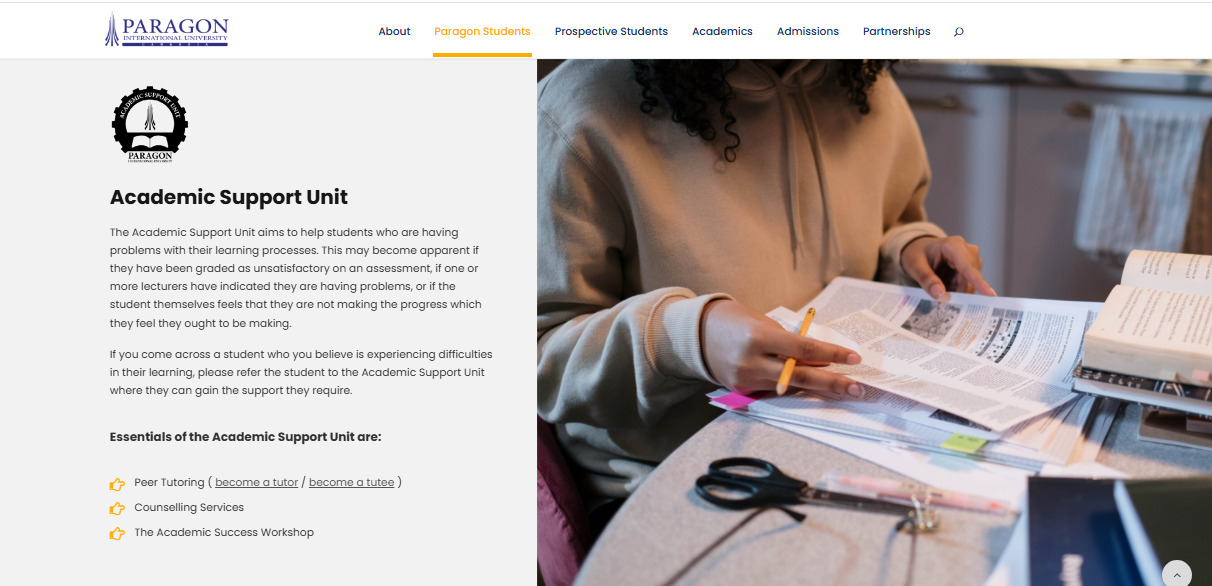 PARAGON
INTERNATIONAL UNIVERSITY
CAMBODIA
About
Paragon Students
Prospective Students
Academics
Admissions
Partnerships
ACADEMIC SUPPORT UNIT
PARAGON
INTERNATIONAL UNIVERSITY
Academic Support Unit
The Academic Support Unit aims to help students who are having
problems with their learning processes. This may become apparent if
they have been graded as unsatisfactory on an assessment, if one or
more lecturers have indicated they are having problems, or if the
student themselves feels that they are not making the progress which
they feel they ought to be making.
If you come across a student who you believe is experiencing difficulties
in their learning, please refer the student to the Academic Support Unit
where they can gain the support they require.
Essentials of the Academic Support Unit are:
Peer Tutoring ( become a tutor / become a tutee )
Counselling Services
The Academic Success Workshop